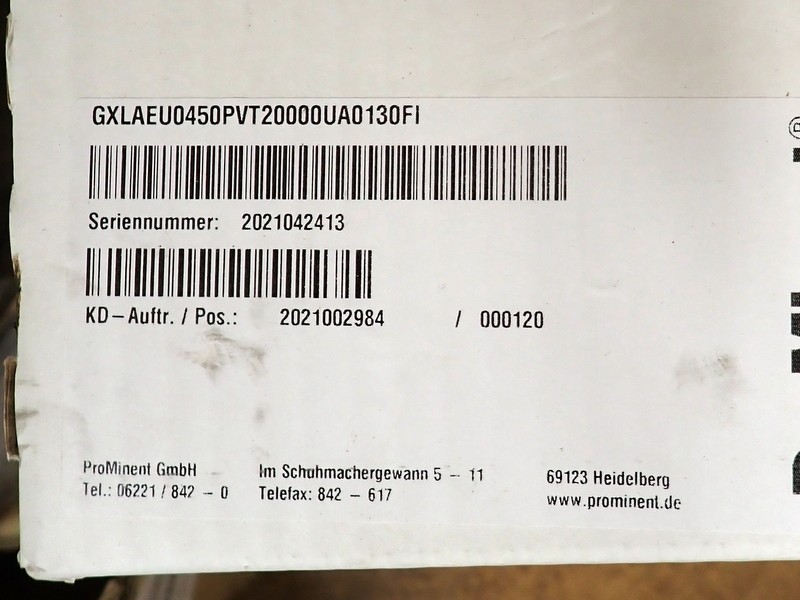 GXLAEU0450PVT20000UA0130FI
Seriennummer: 2021042413
KD-Auftr. / Pos.: 2021002984 / 000120
ProMinent GmbH Im Schuhmachergewann 5 - 11 69123 Heidelberg
Tel.: 06221 / 842 - 0 Telefax: 842 - 617 www.prominent.de
®